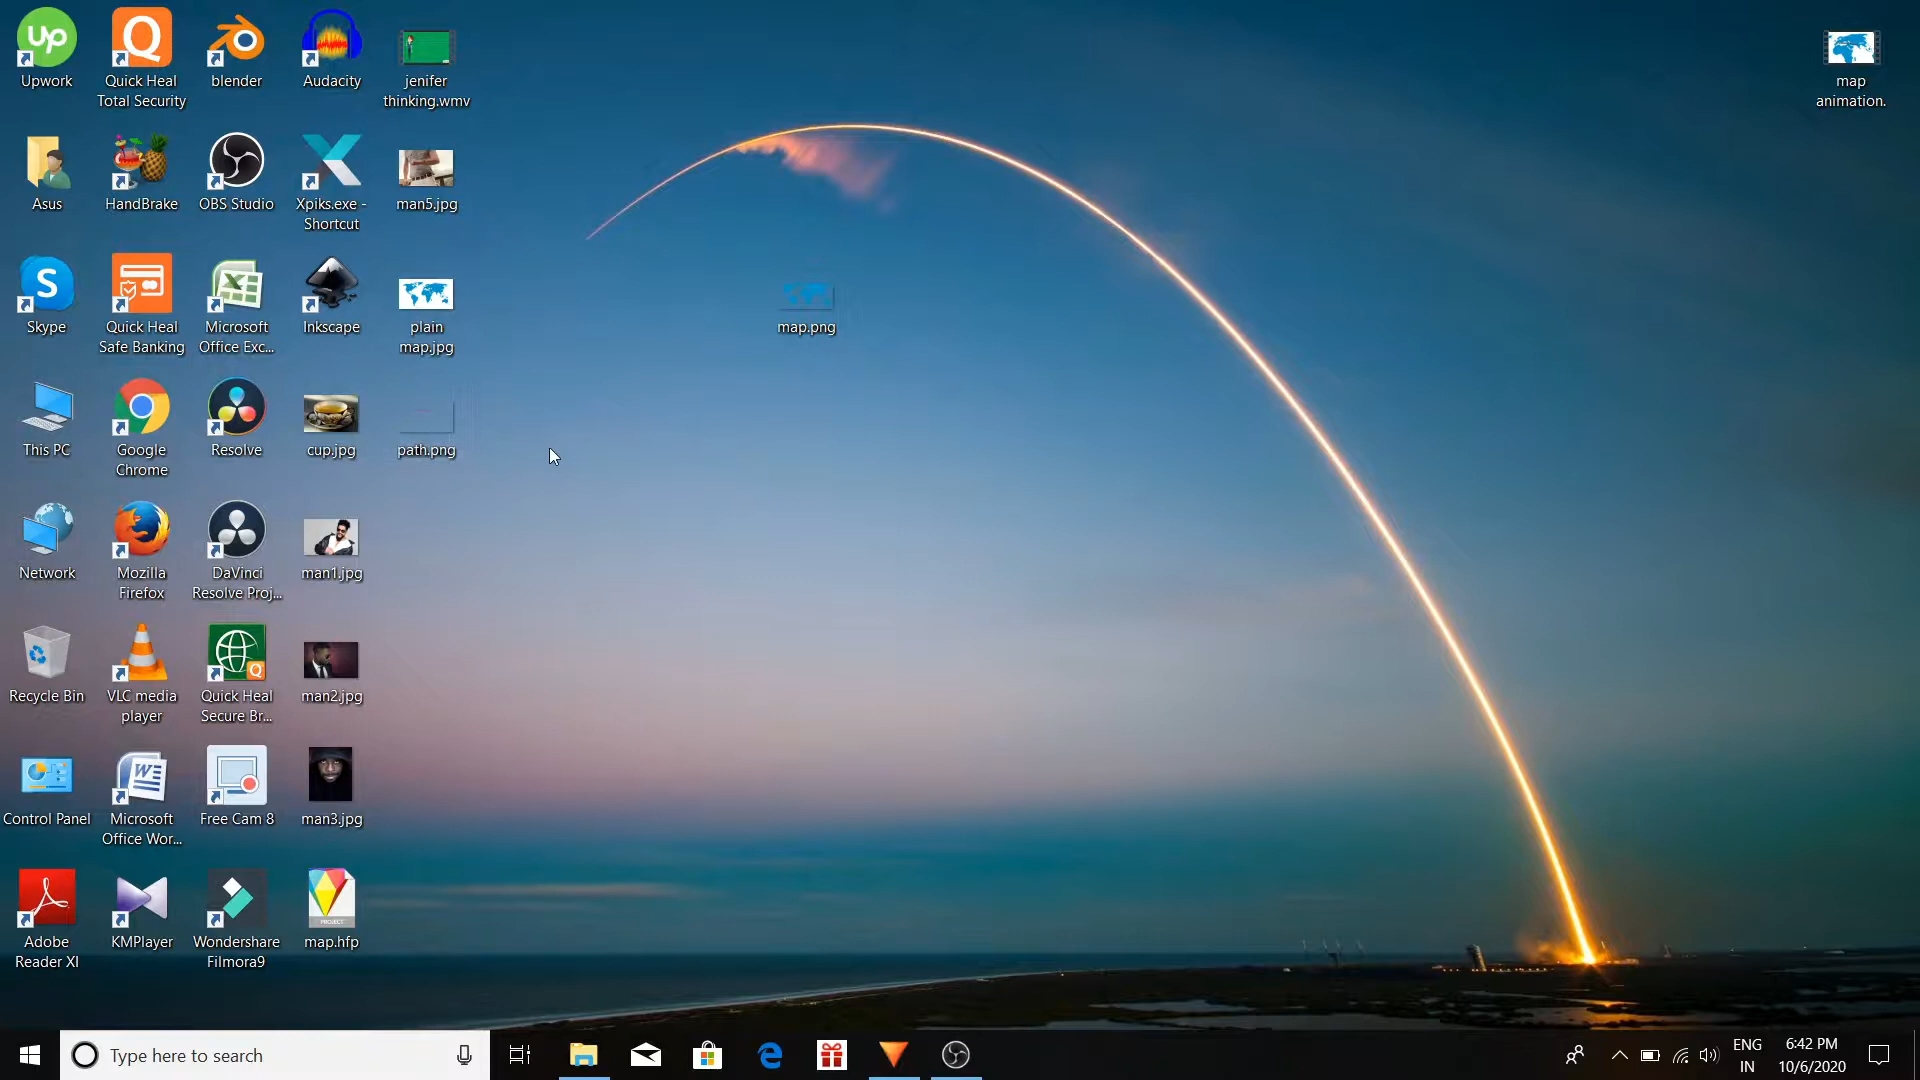 Up
Upwork
Quick Heal
Total Security
blender
Audacity
jenifer
thinking.wmv
map
animation.
Asus
HandBrake
OBS Studio
Xpiks.exe -
Shortcut
man5.jpg
S
Skype
Quick Heal
Safe Banking
Microsoft
Office Exc...
Inkscape
plain
map.jpg
map.png
This PC
Google
Chrome
Resolve
cup.jpg
path.png
Network
Mozilla
Firefox
DaVinci
Resolve Proj...
man1.jpg
Recycle Bin
VLC media
player
Quick Heal
Secure Br...
man2.jpg
Control Panel
Microsoft
Office Wor...
Free Cam 8
man3.jpg
PROJECT
Adobe
Reader XI
KMPlayer
Wondershare
Filmora9
map.hfp
Type here to search
ENG
IN
6:42 PM
10/6/2020